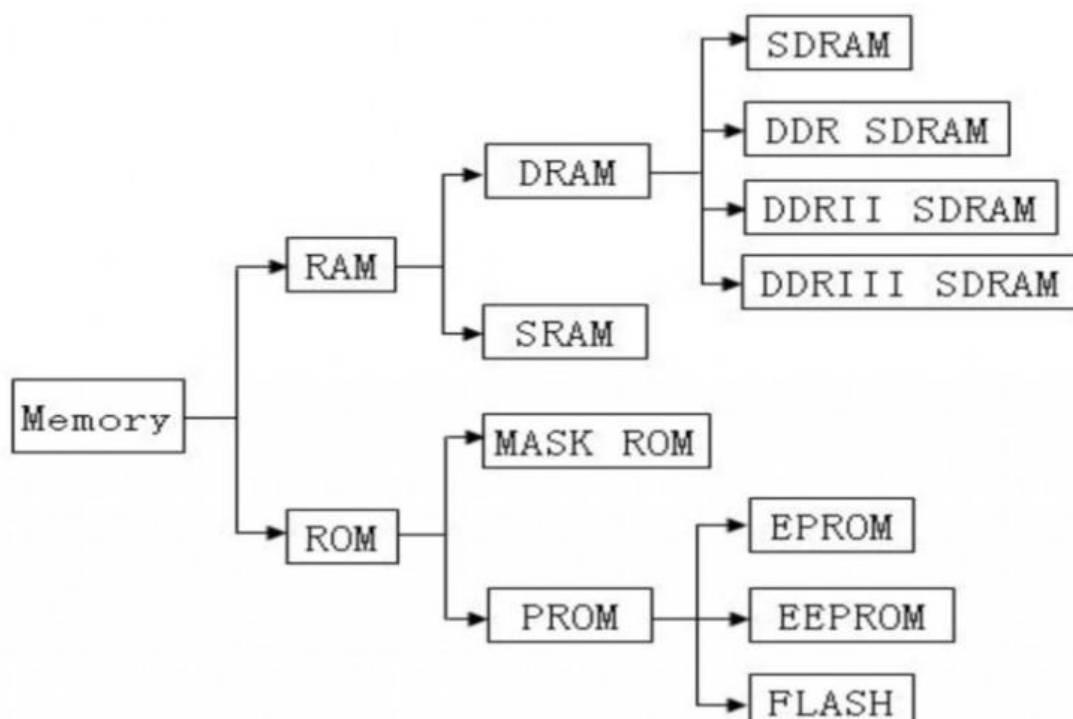 SDRAM
DDR SDRAM
DRAM
DDRII SDRAM
RAM
DDRIII SDRAM
SRAM
Memory
MASK ROM
EPROM
ROM
PROM
EEPROM
FLASH